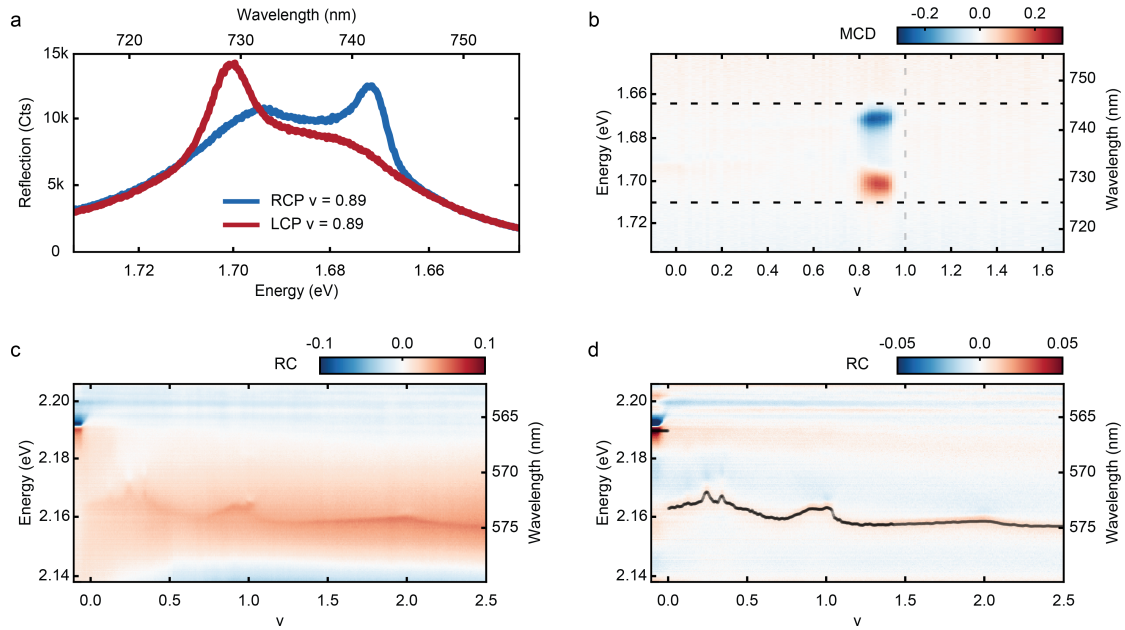 a
Wavelength (nm)
720 730 740 750
15k
10k
5k
0
Reflection (Cts)
RCP v = 0.89
LCP v = 0.89
1.72 1.70 1.68 1.66
Energy (eV)
b
MCD
-0.2 0.0 0.2
1.66
1.68
1.70
1.72
Energy (eV)
750
740
730
720
Wavelength (nm)
0.0 0.2 0.4 0.6 0.8 1.0 1.2 1.4 1.6
v
c
RC
-0.1 0.0 0.1
2.20
2.18
2.16
2.14
Energy (eV)
565
570
575
Wavelength (nm)
0.0 0.5 1.0 1.5 2.0 2.5
v
d
RC
-0.05 0.0 0.05
2.20
2.18
2.16
2.14
Energy (eV)
565
570
575
Wavelength (nm)
0.0 0.5 1.0 1.5 2.0 2.5
v